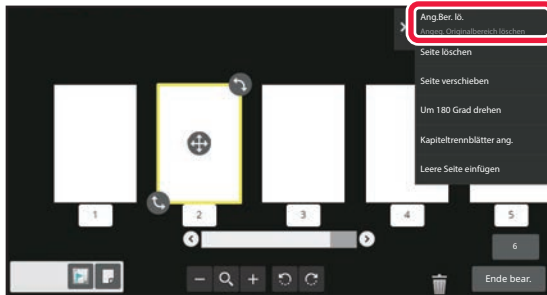 Ang.Ber. lö.
Angeg. Originalbereich löschen
Seite löschen
Seite verschieben
Um 180 Grad drehen
Kapiteltrennblätter ang.
Leere Seite einfügen
1
2
3
4
5
6
Ende bear.